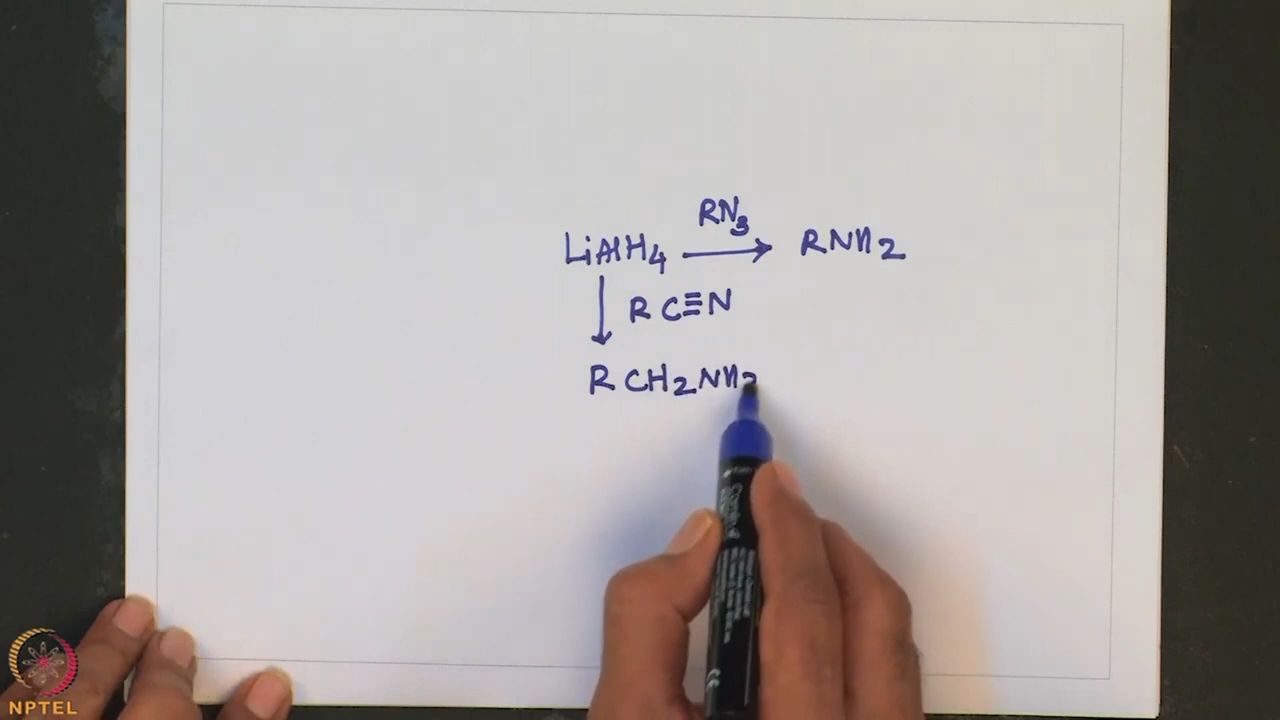 RN3
LiAlH4 → RNH2
↓ RC≡N
RCH2NH2
NPTEL